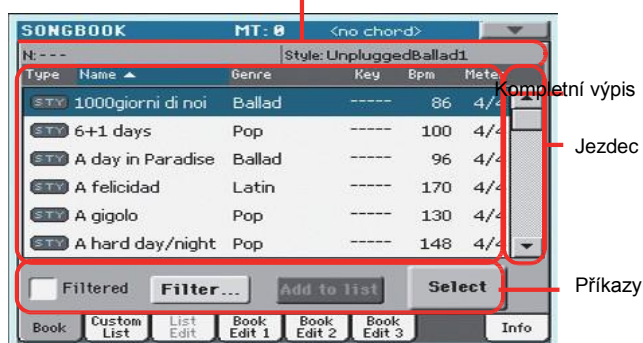 SONGBOOK MT: 0 <no chord>
N:--- Style: UnpluggedBallad1
Type Name Genre Key Bpm Meter
Kompletní výpis
STY 1000giorni di noi Ballad ----- 86 4/4
STY 6+1 days Pop ----- 100 4/4
Jezdec
STY A day in Paradise Ballad ----- 96 4/4
STY A felicidad Latin ----- 170 4/4
STY A gigolo Pop ----- 130 4/4
STY A hard day/night Pop ----- 148 4/4
Filtered Filter... Add to list Select
Příkazy
Book Custom List List Edit Book Edit 1 Book Edit 2 Book Edit 3 Info